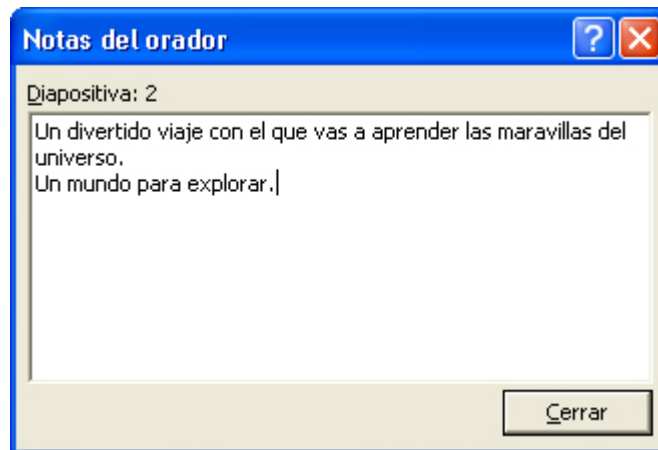 Notas del orador
Diapositiva: 2
Un divertido viaje con el que vas a aprender las maravillas del
universo.
Un mundo para explorar.
Cerrar